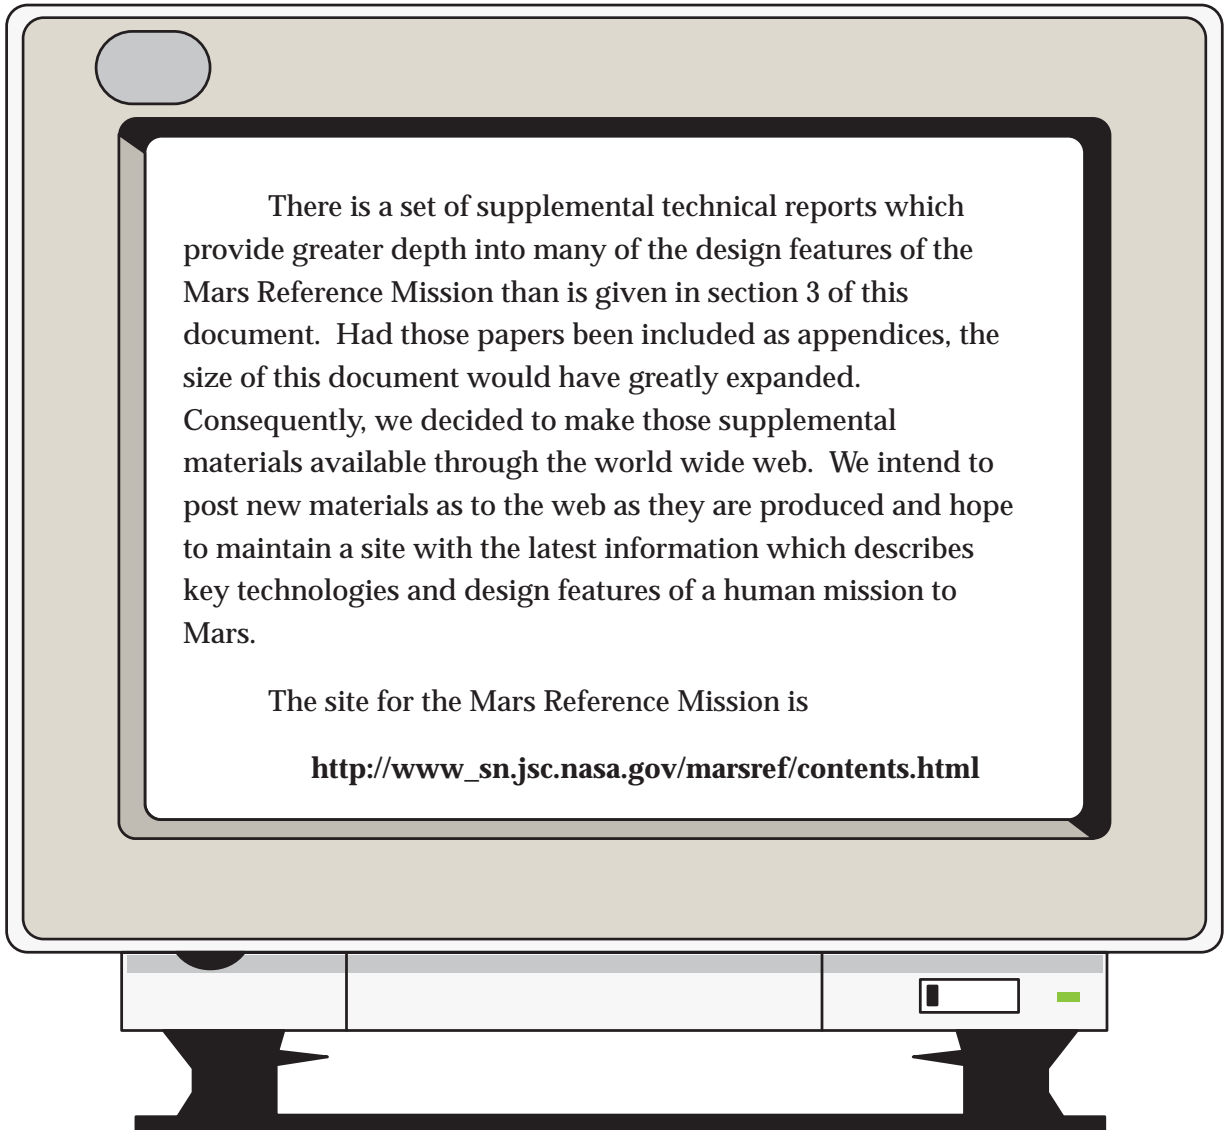 There is a set of supplemental technical reports which
provide greater depth into many of the design features of the
Mars Reference Mission than is given in section 3 of this
document.  Had those papers been included as appendices, the
size of this document would have greatly expanded.
Consequently, we decided to make those supplemental
materials available through the world wide web.  We intend to
post new materials as to the web as they are produced and hope
to maintain a site with the latest information which describes
key technologies and design features of a human mission to
Mars.
The site for the Mars Reference Mission is
http://www_sn.jsc.nasa.gov/marsref/contents.html